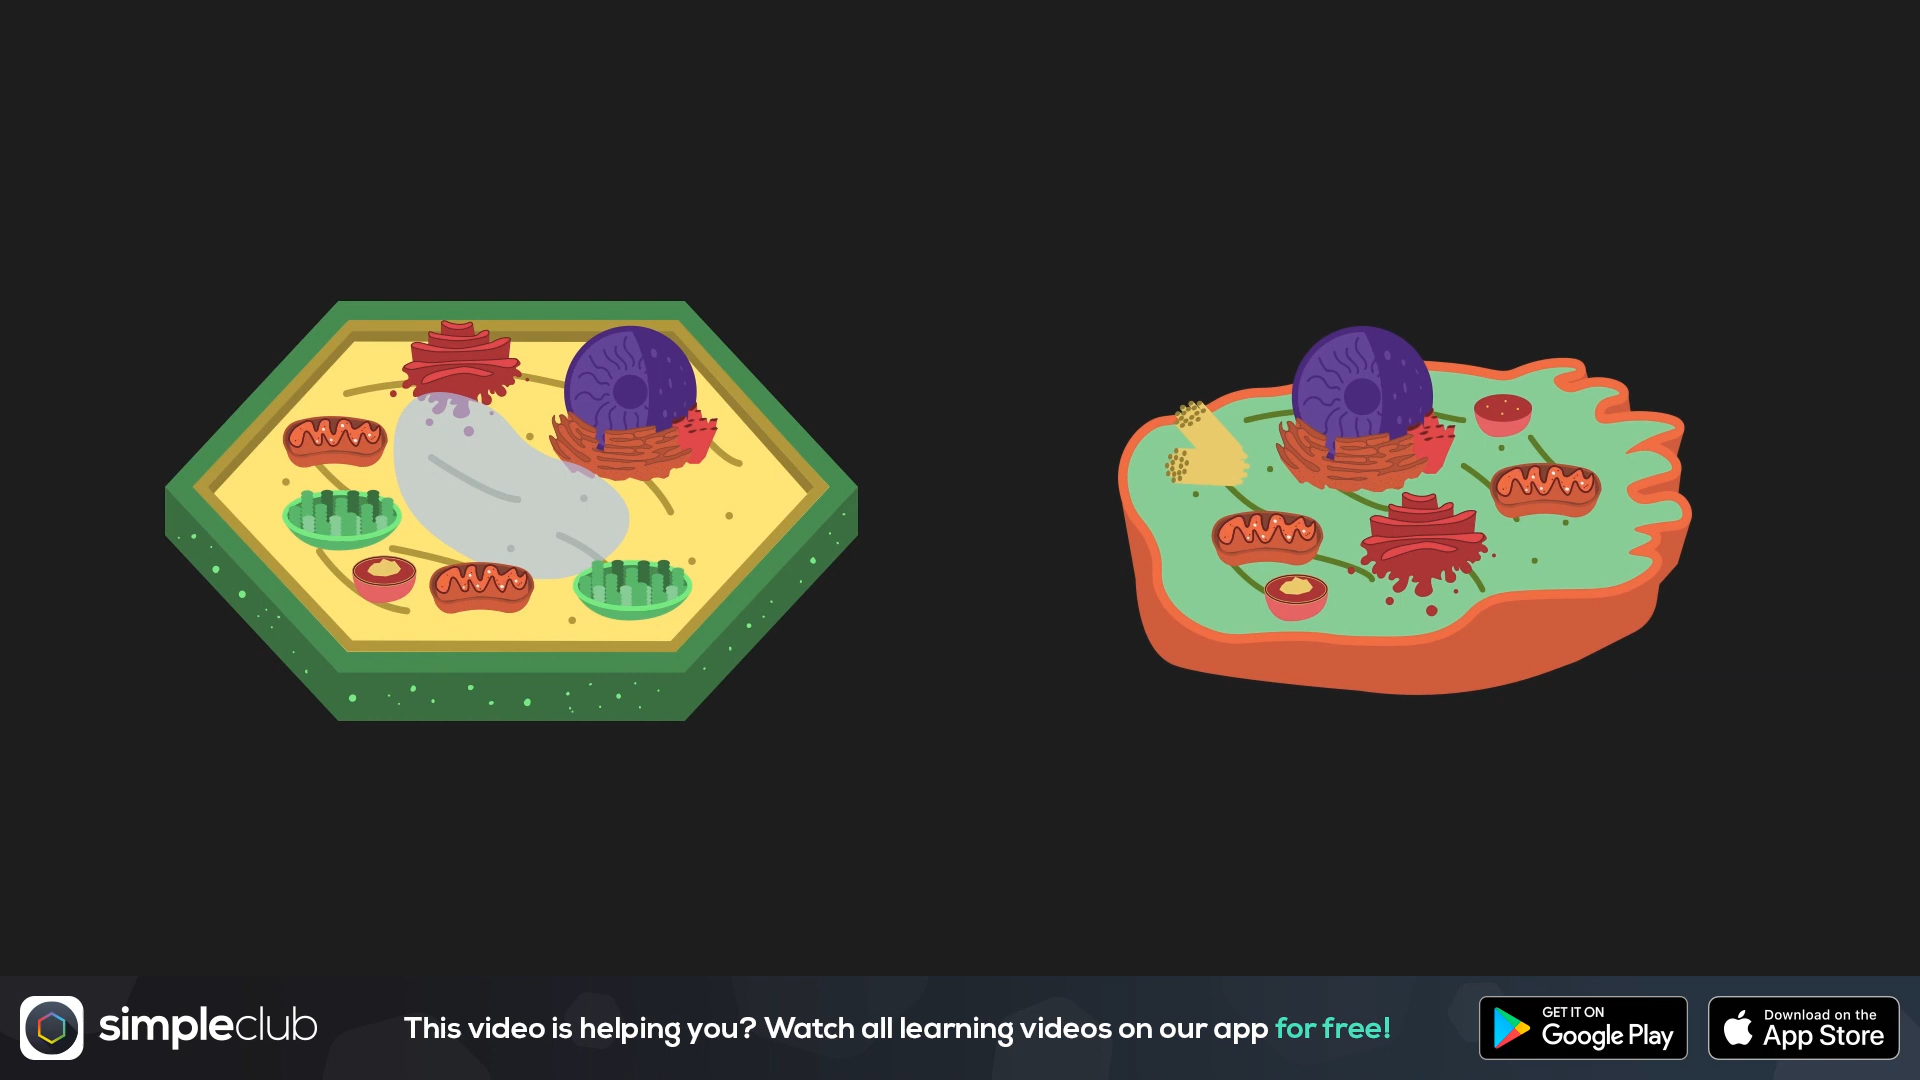 simpleclub
This video is helping you? Watch all learning videos on our app for free!
GET IT ON
Google Play
Download on the
App Store